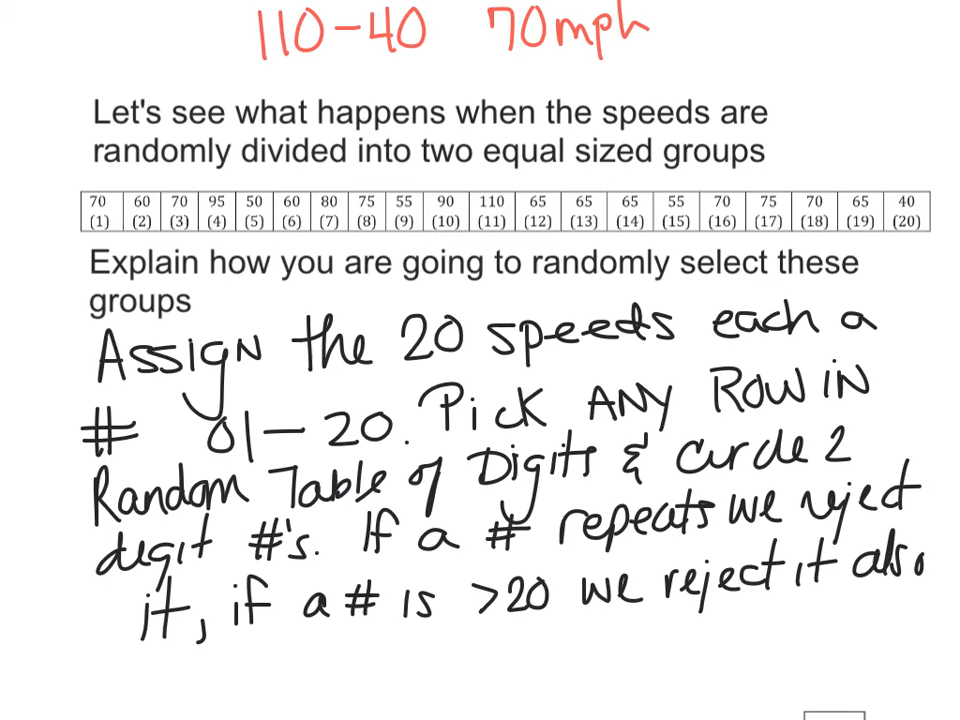 110-40 70mph
Let's see what happens when the speeds are
randomly divided into two equal sized groups
70 60 70 95 50 60 80 75 55 90 110 65 65 65 55 70 75 70 65 40
(1) (2) (3) (4) (5) (6) (7) (8) (9) (10) (11) (12) (13) (14) (15) (16) (17) (18) (19) (20)
Explain how you are going to randomly select these
groups
Assign the 20 speeds each a
# 01-20. Pick ANY ROW IN
Random Table of Digits & circle 2
digit #'s. If a # repeats we reject
it, if a # is >20 we reject it also